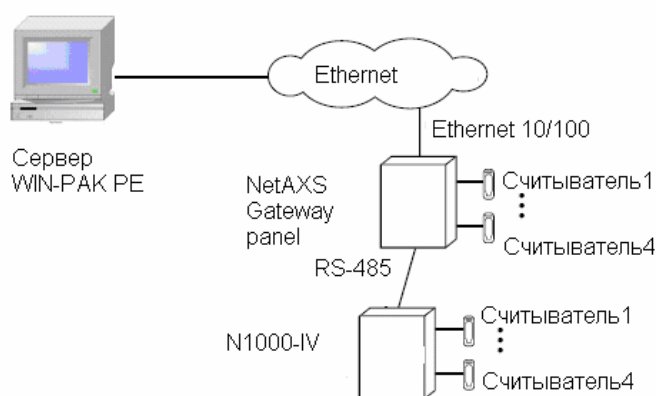 Ethernet
Ethernet 10/100
Сервер
WIN-PAK PE
NetAXS
Gateway
panel
Считыватель1
Считыватель4
RS-485
N1000-IV
Считыватель1
Считыватель4